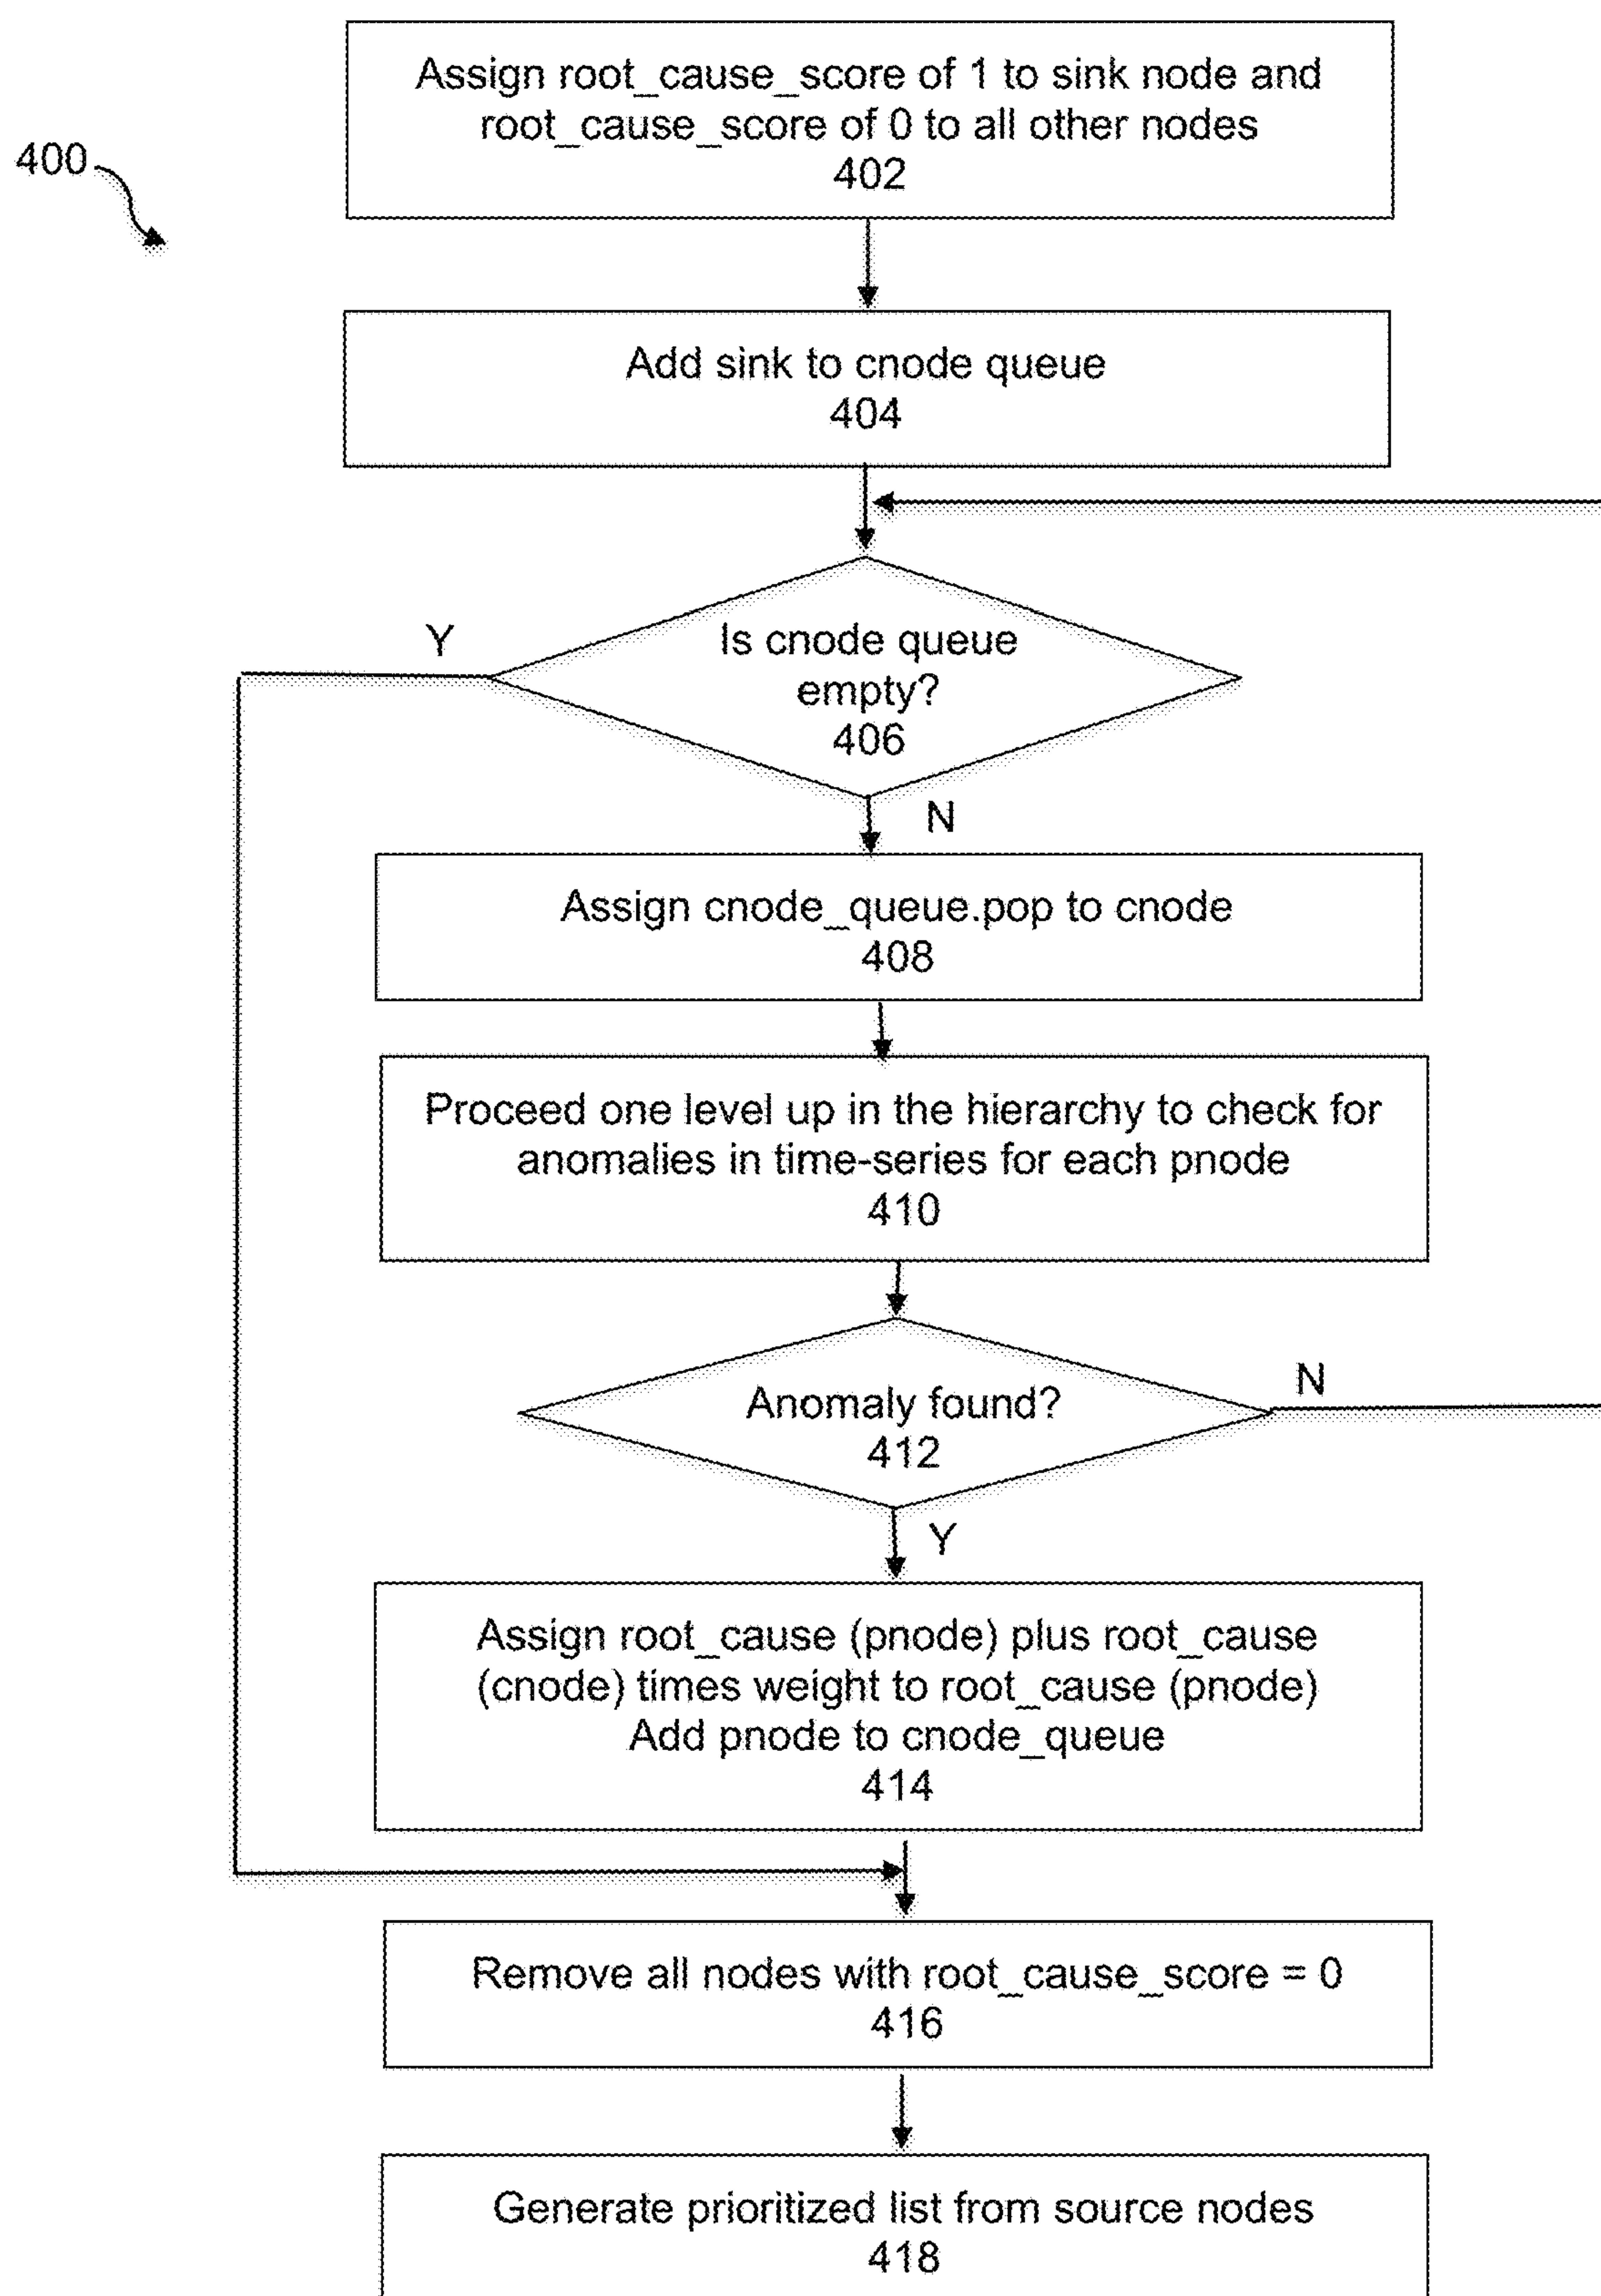 Assign root_cause_score of 1 to sink node and
root_cause_score of 0 to all other nodes
402
400
Add sink to cnode queue
404
Y
Is cnode queue
empty?
406
N
Assign cnode_queue.pop to cnode
408
Proceed one level up in the hierarchy to check for
anomalies in time-series for each pnode
410
N
Anomaly found?
412
Y
Assign root_cause (pnode) plus root_cause
(cnode) times weight to root_cause (pnode)
Add pnode to cnode_queue
414
Remove all nodes with root_cause_score = 0
416
Generate prioritized list from source nodes
418